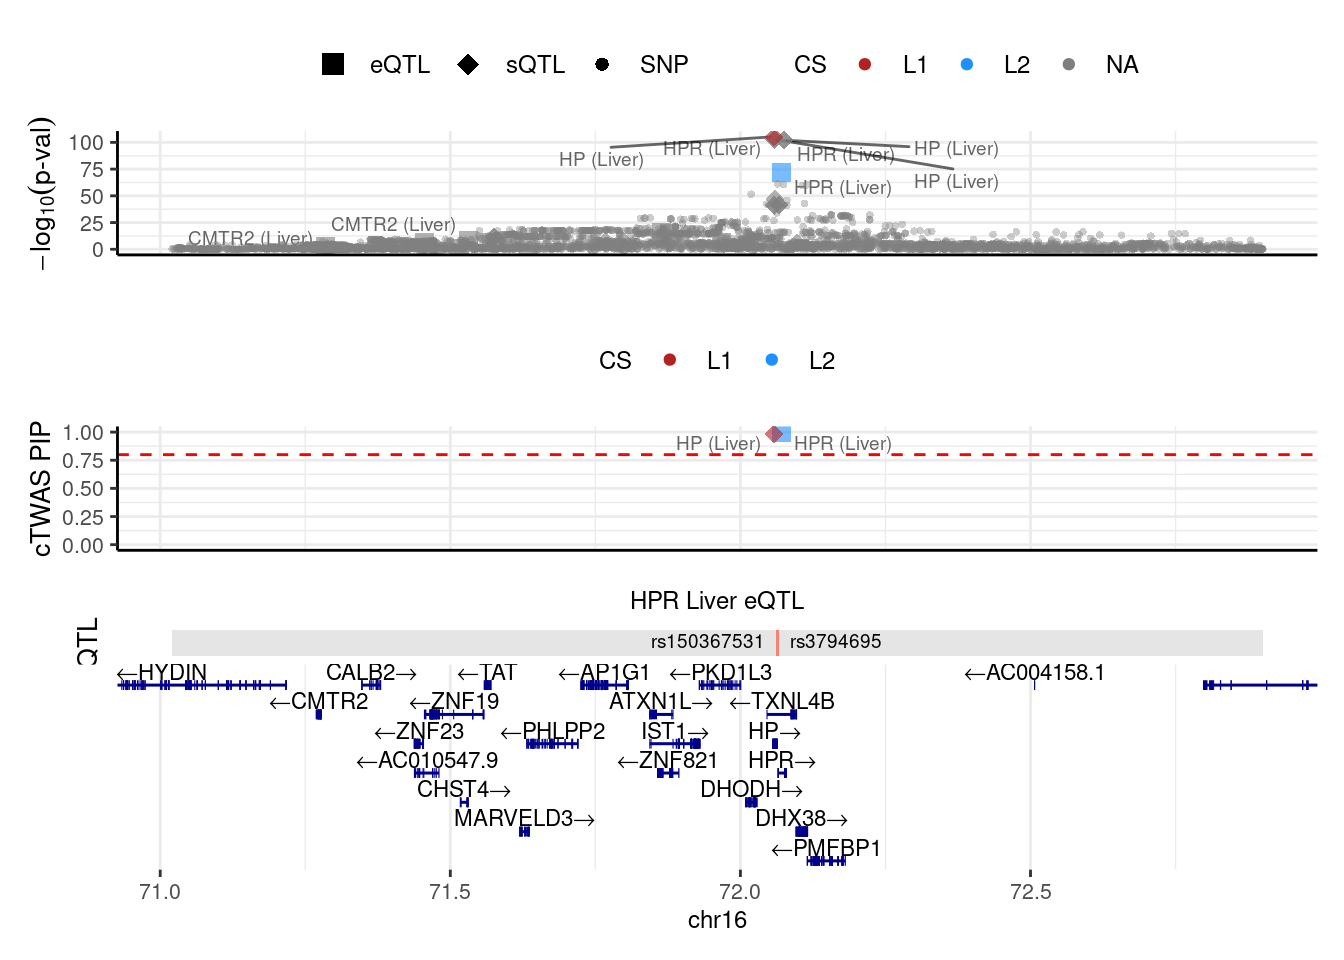 eQTL sQTL SNP CS L1 L2 NA
−log10(p-val)
100
75
50
25
0
HP (Liver)
HPR (Liver)
HPR (Liver)
HP (Liver)
HP (Liver)
HPR (Liver)
CMTR2 (Liver)
CMTR2 (Liver)
CS L1 L2
cTWAS PIP
1.00
0.75
0.50
0.25
0.00
HP (Liver)
HPR (Liver)
HPR Liver eQTL
QTL
rs150367531 rs3794695
←HYDIN CALB2→ ←TAT ←AP1G1 ←PKD1L3 ←AC004158.1
←CMTR2 ←ZNF19 ATXN1L→ ←TXNL4B
←ZNF23 ←PHLPP2 IST1→ HP→
←AC010547.9 ←ZNF821 HPR→
CHST4→ DHODH→
MARVELD3→ DHX38→
←PMFBP1
71.0 71.5 72.0 72.5
chr16